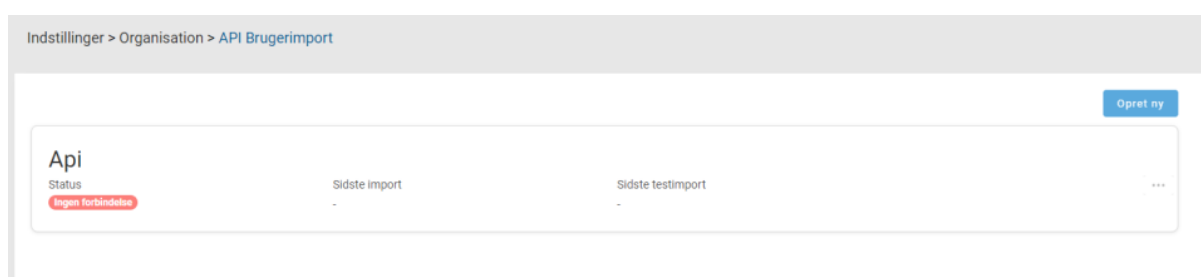 Indstillinger > Organisation > API Brugerimport
Opret ny
Api
Status Sidste import Sidste testimport
Ingen forbindelse - -